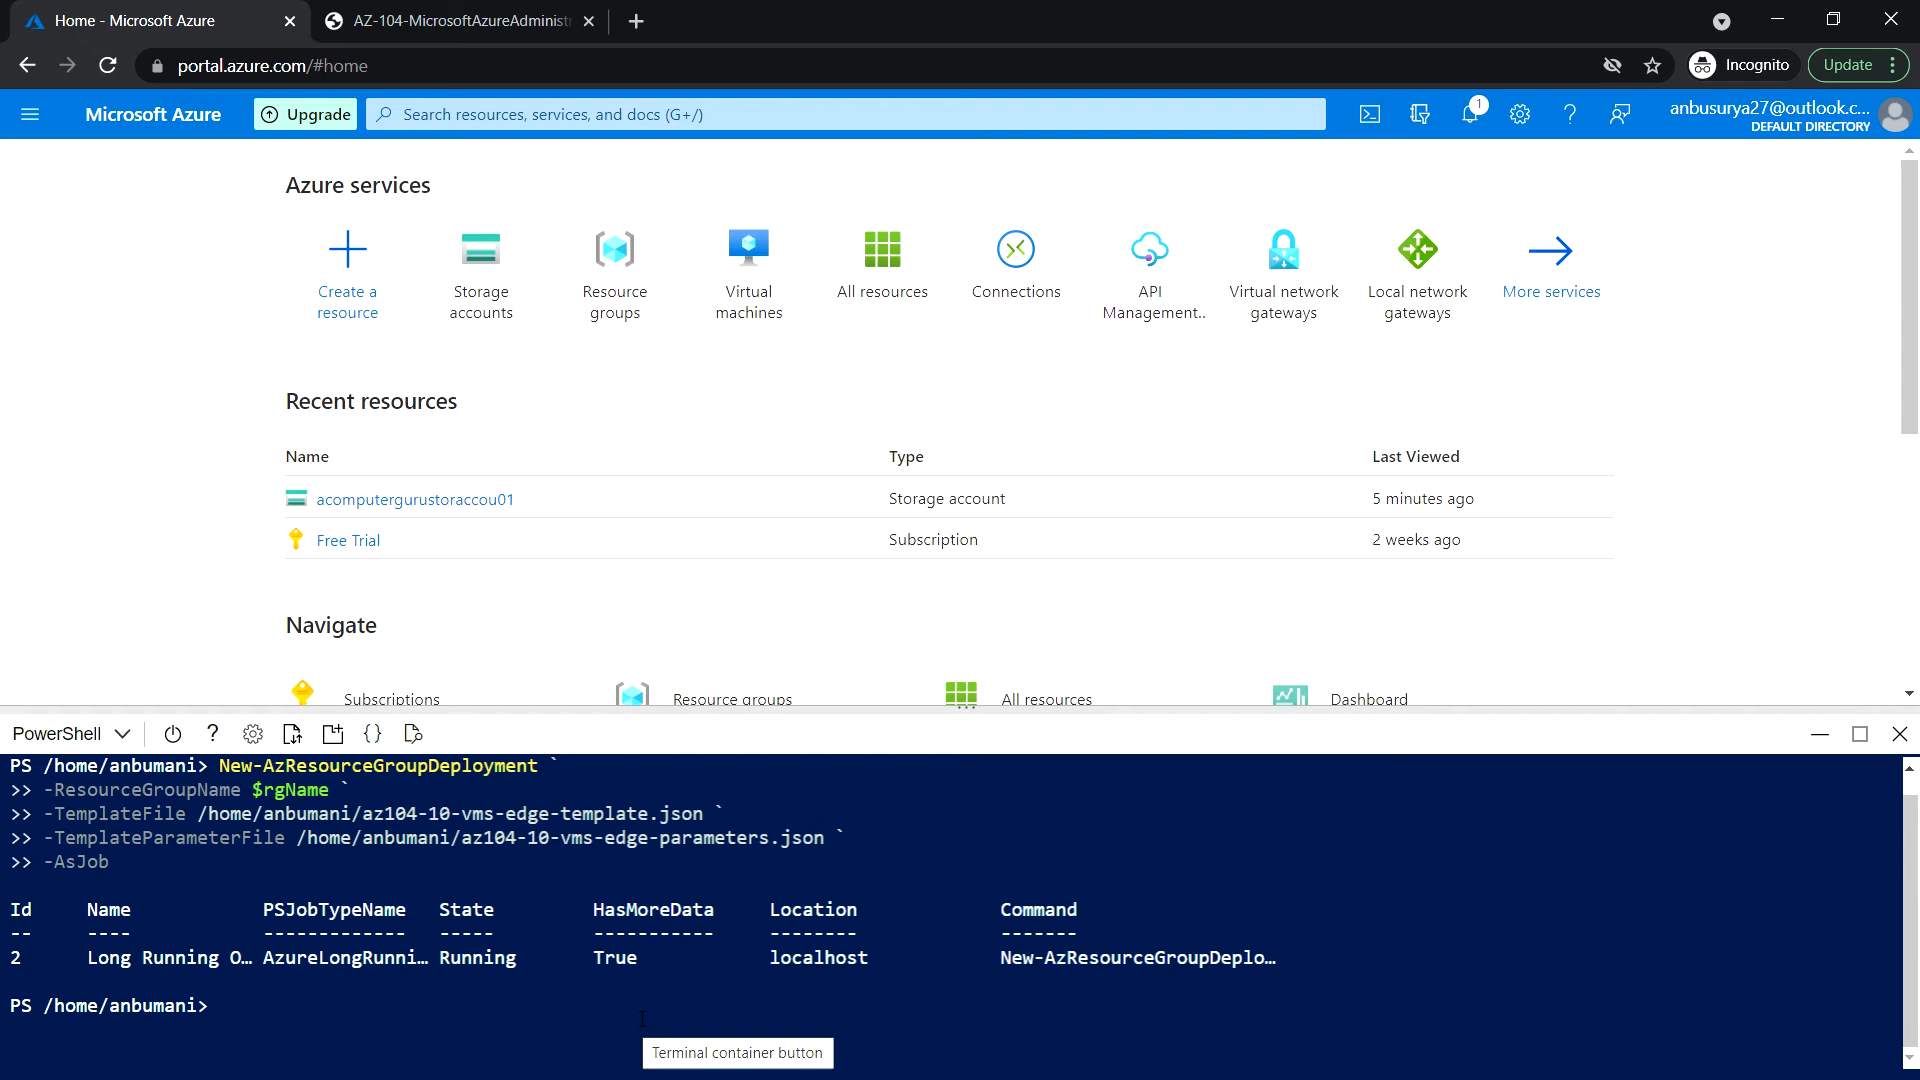 Home - Microsoft Azure
AZ-104-MicrosoftAzureAdminist
portal.azure.com/#home
Incognito
Update
Microsoft Azure
Upgrade
Search resources, services, and docs (G+/)
1
anbusurya27@outlook.c...
DEFAULT DIRECTORY
Azure services
Create a resource
Storage accounts
Resource groups
Virtual machines
All resources
Connections
API Management..
Virtual network gateways
Local network gateways
More services
Recent resources
Name Type Last Viewed
acomputergurustoraccou01 Storage account 5 minutes ago
Free Trial Subscription 2 weeks ago
Navigate
Subscriptions Resource groups All resources Dashboard
PowerShell
PS /home/anbumani> New-AzResourceGroupDeployment `
>> -ResourceGroupName $rgName `
>> -TemplateFile /home/anbumani/az104-10-vms-edge-template.json `
>> -TemplateParameterFile /home/anbumani/az104-10-vms-edge-parameters.json `
>> -AsJob
Id Name PSJobTypeName State HasMoreData Location Command
-- ---- ------------- ----- ----------- -------- -------
2 Long Running O… AzureLongRunni… Running True localhost New-AzResourceGroupDeplo…
PS /home/anbumani>
Terminal container button